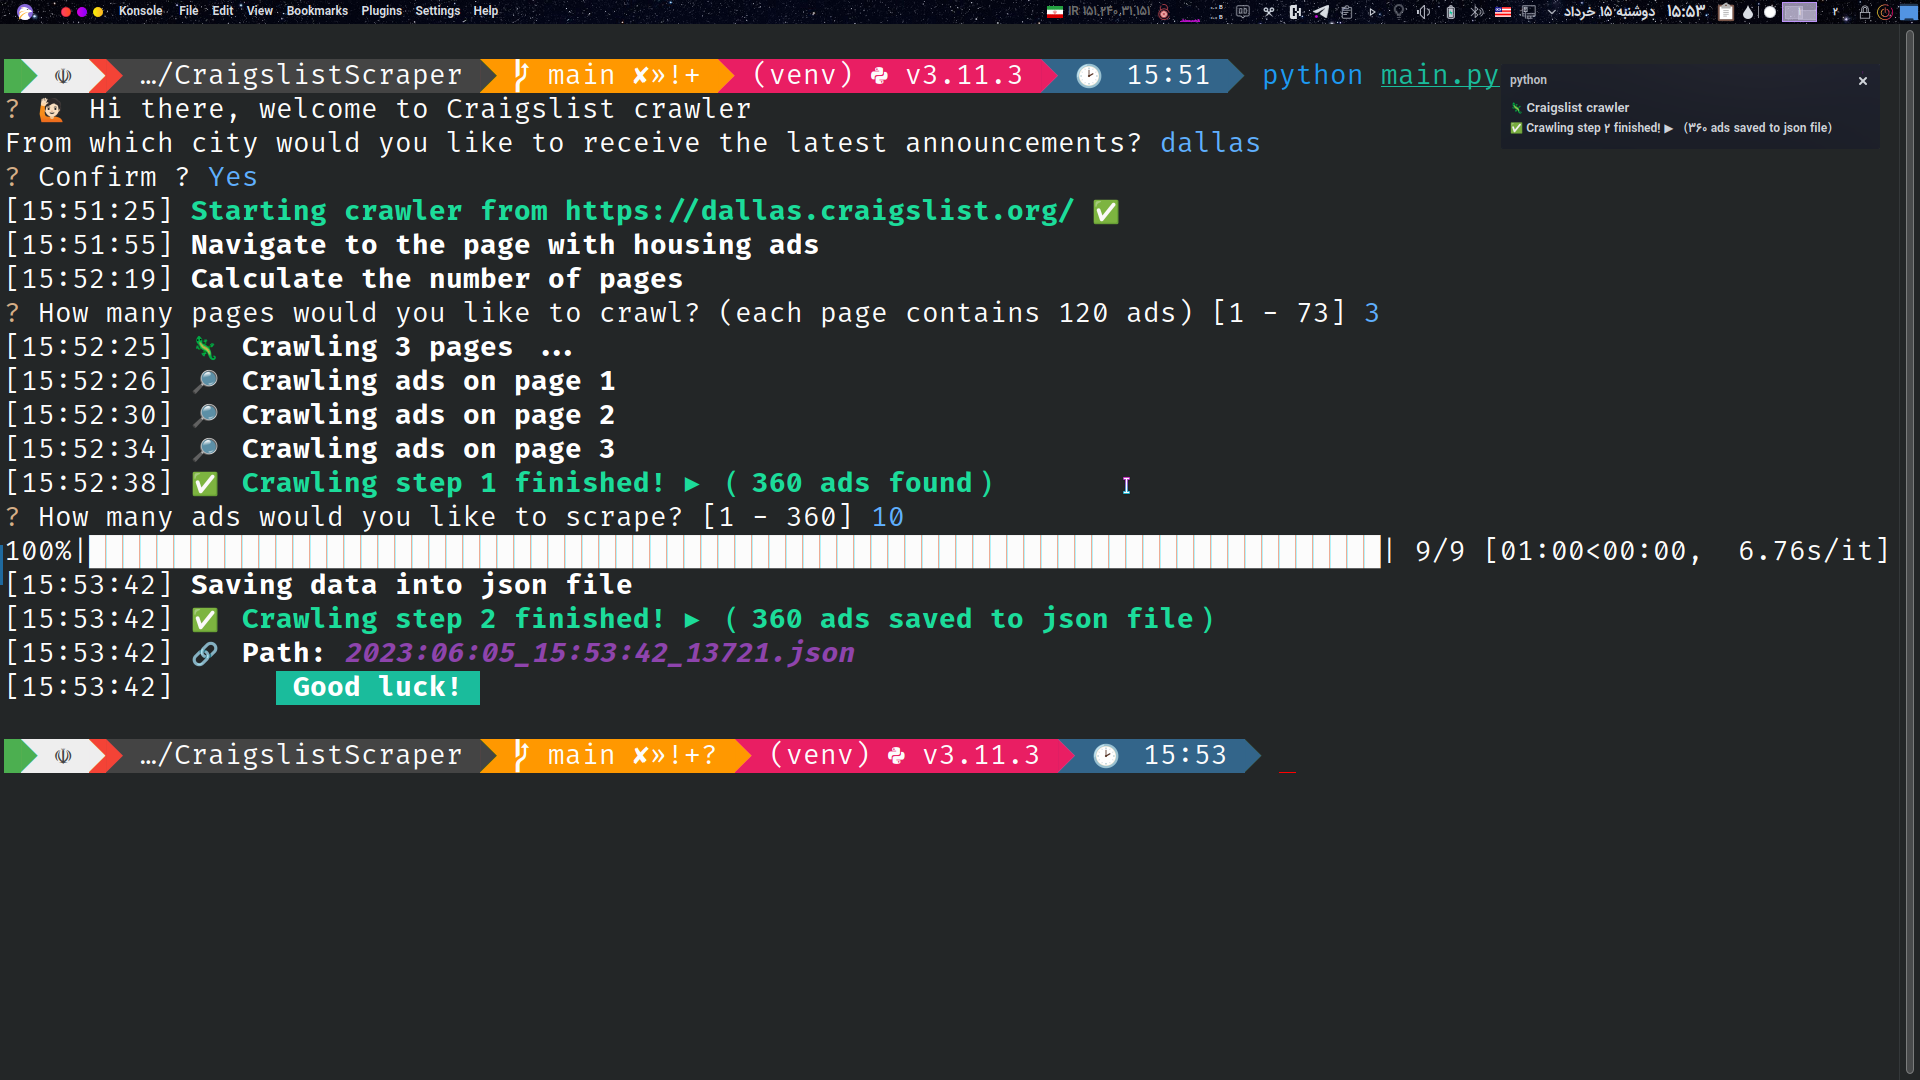 Konsole File Edit View Bookmarks Plugins Settings Help
IR ۱۵۱.۲۴۰.۳۱.۱۵۱
دوشنبه ۱۵ خرداد ۱۵:۵۳
…/CraigslistScraper main ✘»!+ (venv) v3.11.3 15:51 python main.py
python
🦎 Craigslist crawler
✅ Crawling step ۲ finished! ▶ (۳۶۰ ads saved to json file)
? 🙋🏻 Hi there, welcome to Craigslist crawler
From which city would you like to receive the latest announcements? dallas
? Confirm ? Yes
[15:51:25] Starting crawler from https://dallas.craigslist.org/ ✅
[15:51:55] Navigate to the page with housing ads
[15:52:19] Calculate the number of pages
? How many pages would you like to crawl? (each page contains 120 ads) [1 - 73] 3
[15:52:25] 🦎 Crawling 3 pages ...
[15:52:26] 🔎 Crawling ads on page 1
[15:52:30] 🔎 Crawling ads on page 2
[15:52:34] 🔎 Crawling ads on page 3
[15:52:38] ✅ Crawling step 1 finished! ▶ ( 360 ads found )
? How many ads would you like to scrape? [1 - 360] 10
100%| | 9/9 [01:00<00:00, 6.76s/it]
[15:53:42] Saving data into json file
[15:53:42] ✅ Crawling step 2 finished! ▶ ( 360 ads saved to json file )
[15:53:42] 🔗 Path: 2023:06:05_15:53:42_13721.json
[15:53:42] Good luck!
…/CraigslistScraper main ✘»!+? (venv) v3.11.3 15:53 _